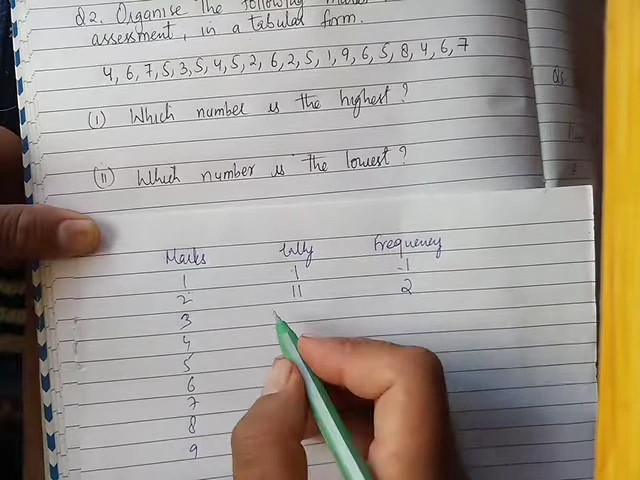 Q2. Organise the following
assessment, in a tabular form.
4, 6, 7, 5, 3, 5, 4, 5, 2, 6, 2, 5, 1, 9, 6, 5, 8, 4, 6, 7
(i) Which number is the highest?
(ii) Which number is the lowest?
Marks Tally Frequency
1 | 1
2 || 2
3
4
5
6
7
8
9